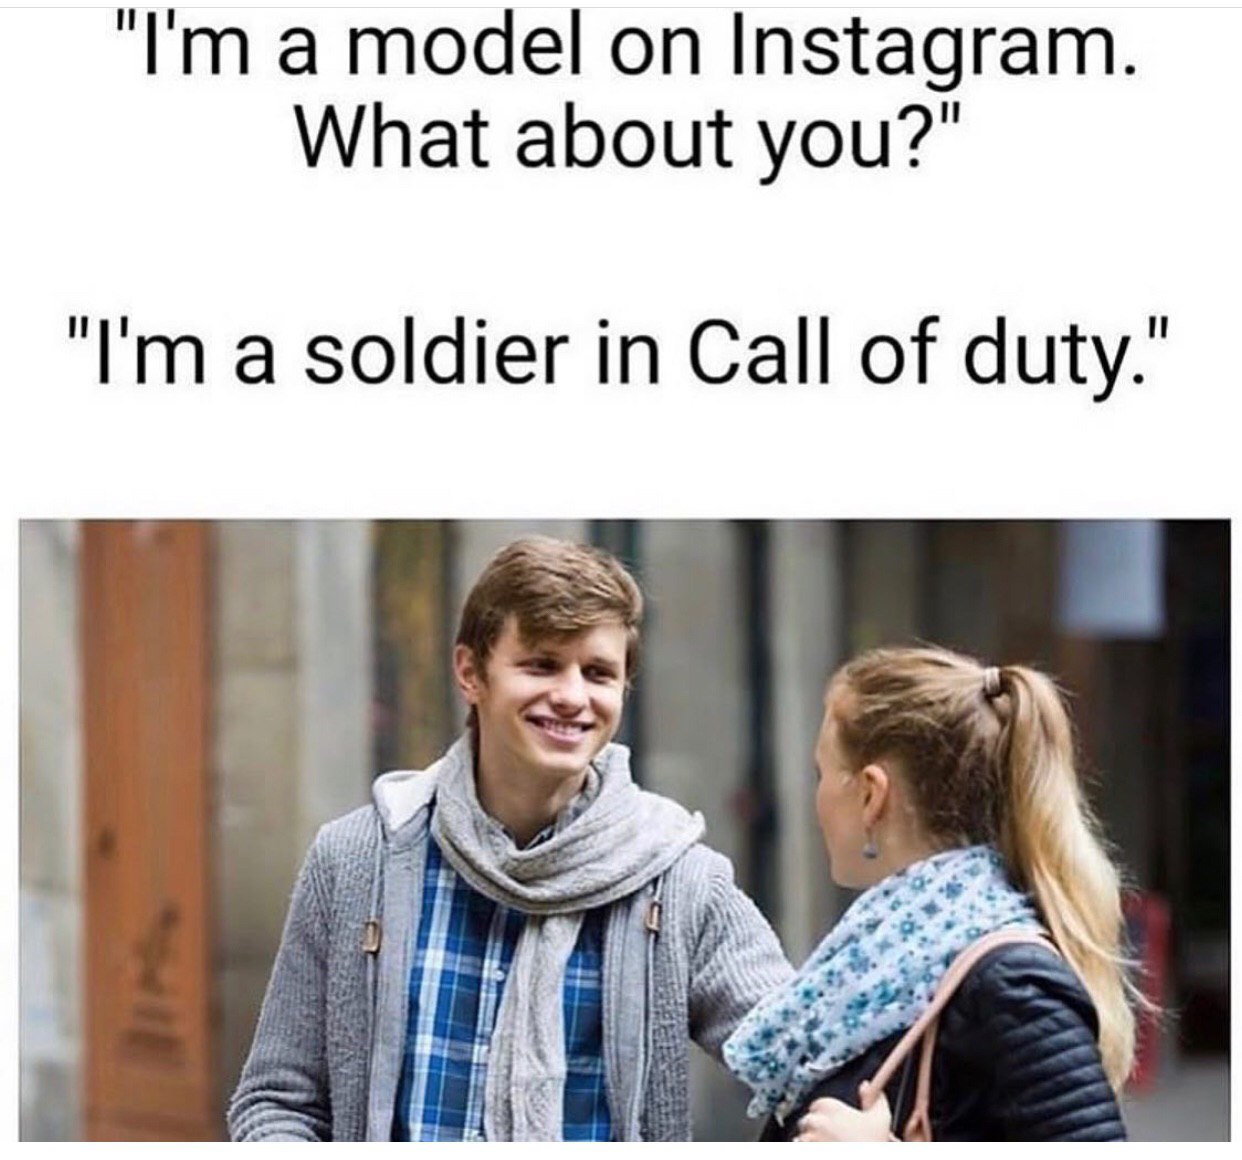 "I'm a model on Instagram.
What about you?"
"I'm a soldier in Call of duty."